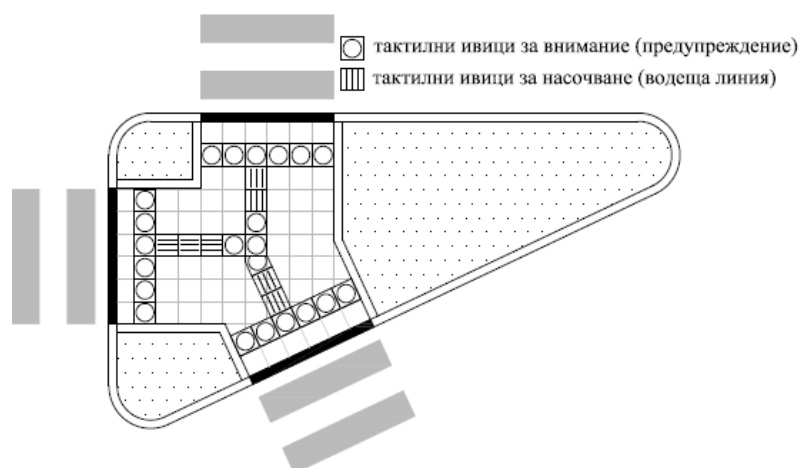 тактилни ивици за внимание (предупреждение)
тактилни ивици за насочване (водеща линия)